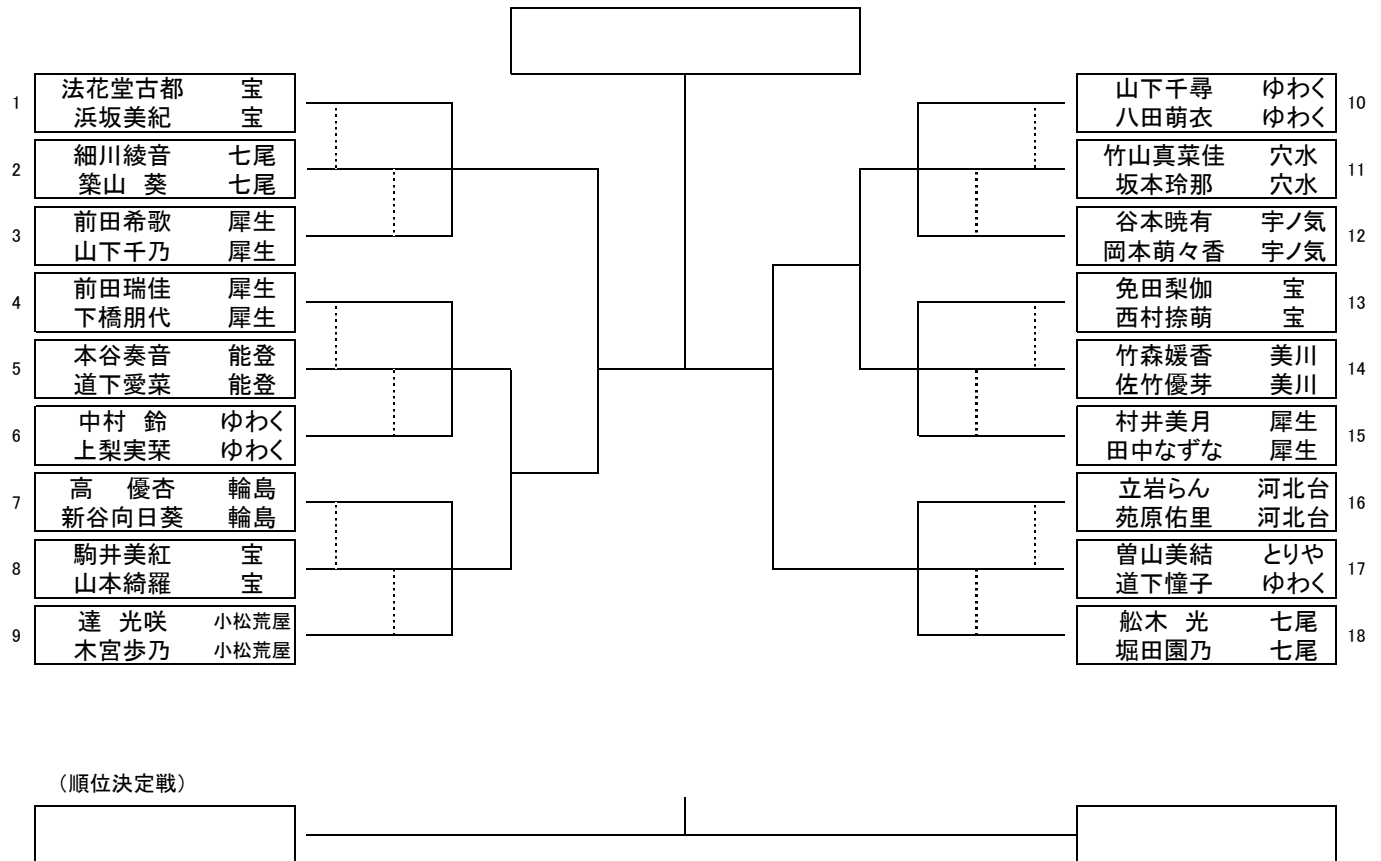 1 法花堂古都 宝
浜坂美紀 宝
2 細川綾音 七尾
築山 葵 七尾
3 前田希歌 犀生
山下千乃 犀生
4 前田瑞佳 犀生
下橋朋代 犀生
5 本谷奏音 能登
道下愛菜 能登
6 中村 鈴 ゆわく
上梨実栞 ゆわく
7 高 優杏 輪島
新谷向日葵 輪島
8 駒井美紅 宝
山本綺羅 宝
9 達 光咲 小松荒屋
木宮歩乃 小松荒屋
山下千尋 ゆわく 10
八田萌衣 ゆわく
竹山真菜佳 穴水 11
坂本玲那 穴水
谷本暁有 宇ノ気 12
岡本萌々香 宇ノ気
免田梨伽 宝 13
西村捺萌 宝
竹森媛香 美川 14
佐竹優芽 美川
村井美月 犀生 15
田中なずな 犀生
立岩らん 河北台 16
苑原佑里 河北台
曽山美結 とりや 17
道下憧子 ゆわく
舩木 光 七尾 18
堀田園乃 七尾
（順位決定戦）